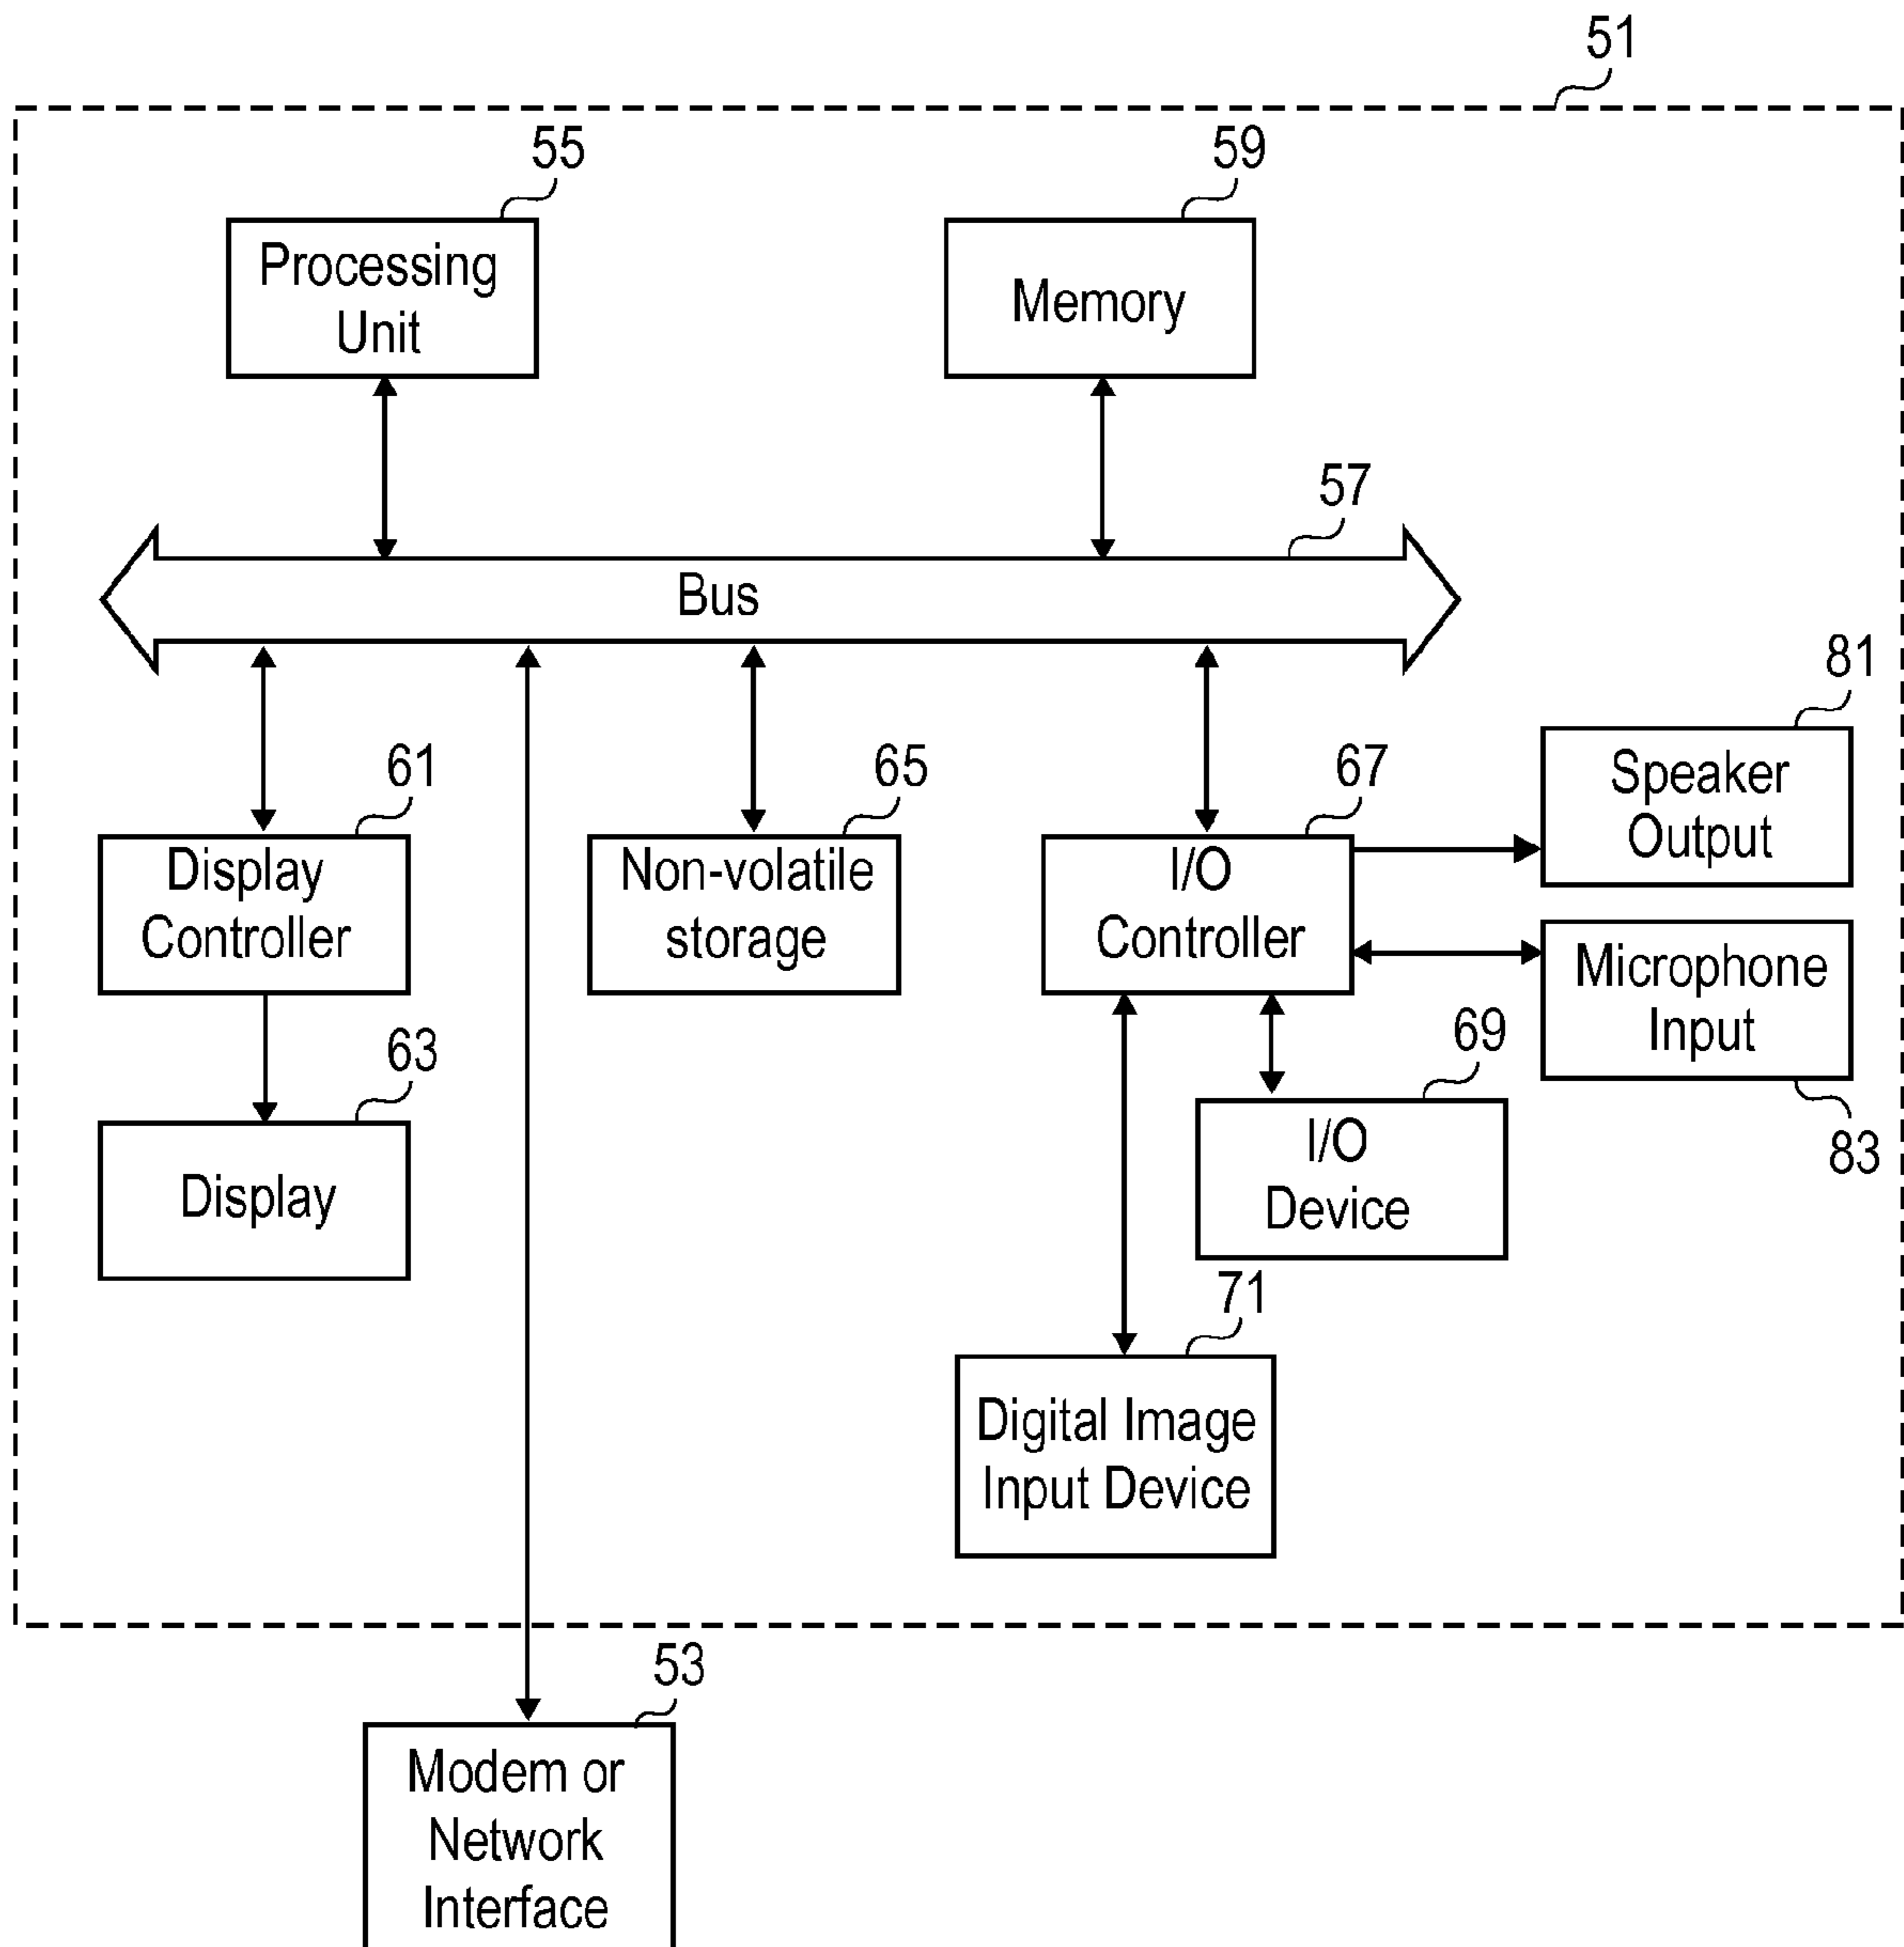 51
55
Processing
Unit
59
Memory
57
Bus
61
Display
Controller
65
Non-volatile
storage
67
I/O
Controller
81
Speaker
Output
Microphone
Input
83
63
Display
69
I/O
Device
71
Digital Image
Input Device
53
Modem or
Network
Interface